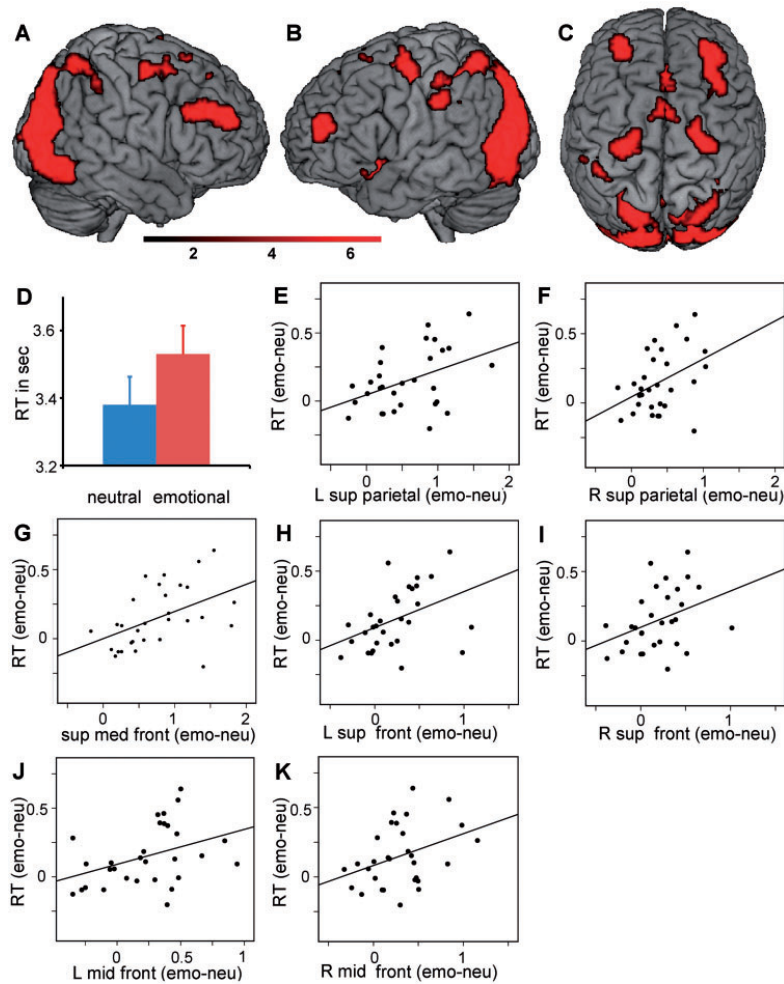 A
B
C
2 4 6
D
RT in sec
3.6
3.4
3.2
neutral emotional
E
RT (emo-neu)
0.5
0
0 1 2
L sup parietal (emo-neu)
F
RT (emo-neu)
0.5
0
0 1 2
R sup parietal (emo-neu)
G
RT (emo-neu)
0.5
0
0 1 2
sup med front (emo-neu)
H
RT (emo-neu)
0.5
0
0 1
L sup front (emo-neu)
I
RT (emo-neu)
0.5
0
0 1
R sup front (emo-neu)
J
RT (emo-neu)
0.5
0
0 0.5 1
L mid front (emo-neu)
K
RT (emo-neu)
0.5
0
0 1
R mid front (emo-neu)